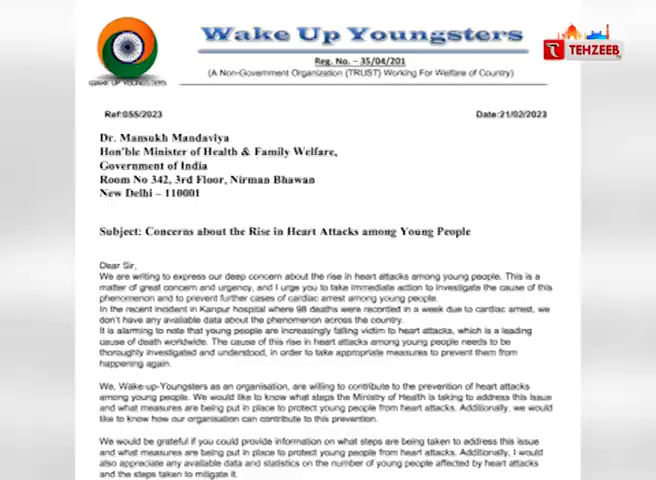 Wake Up Youngsters
TEHZEEB
Reg. No. – 35/04/201
(A Non-Government Organization (TRUST) Working For Welfare of Country)
WAKE UP YOUNGSTERS
Ref:055/2023
Date:21/02/2023
Dr. Mansukh Mandaviya
Hon'ble Minister of Health & Family Welfare,
Government of India
Room No 342, 3rd Floor, Nirman Bhawan
New Delhi – 110001
Subject: Concerns about the Rise in Heart Attacks among Young People
Dear Sir,
We are writing to express our deep concern about the rise in heart attacks among young people. This is a
matter of great concern and urgency, and I urge you to take immediate action to investigate the cause of this
phenomenon and to prevent further cases of cardiac arrest among young people.
In the recent incident in Kanpur hospital where 98 deaths were recorded in a week due to cardiac arrest, we
don't have any available data about the phenomenon across the country.
It is alarming to note that young people are increasingly falling victim to heart attacks, which is a leading
cause of death worldwide. The cause of this rise in heart attacks among young people needs to be
thoroughly investigated and understood, in order to take appropriate measures to prevent them from
happening again.
We, Wake-up-Youngsters as an organisation, are willing to contribute to the prevention of heart attacks
among young people. We would like to know what steps the Ministry of Health is taking to address this issue
and what measures are being put in place to protect young people from heart attacks. Additionally, we would
like to know how our organisation can contribute to this prevention.
We would be grateful if you could provide information on what steps are being taken to address this issue
and what measures are being put in place to protect young people from heart attacks. Additionally, I would
also appreciate any available data and statistics on the number of young people affected by heart attacks
and the steps taken to mitigate it.